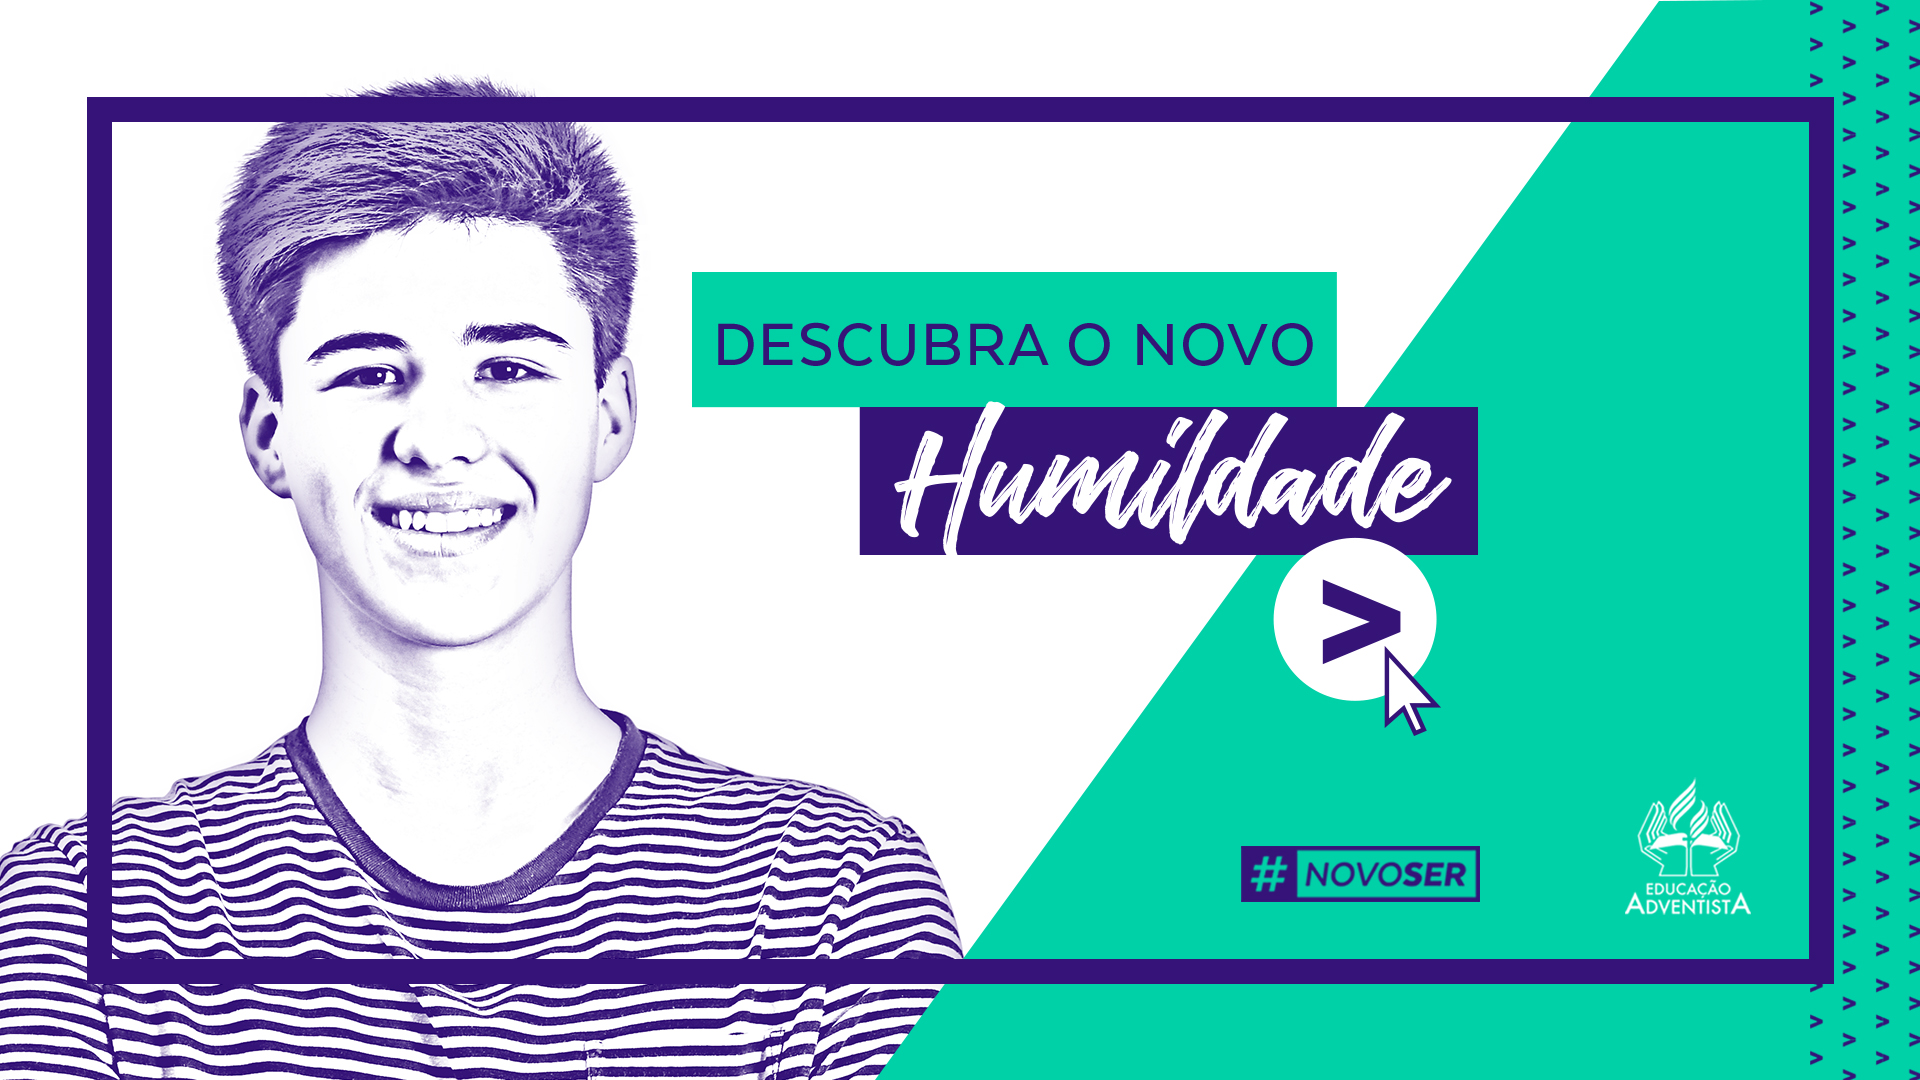 DESCUBRA O NOVO
Humildade
>
# NOVOSER
EDUCAÇÃO
ADVENTISTA